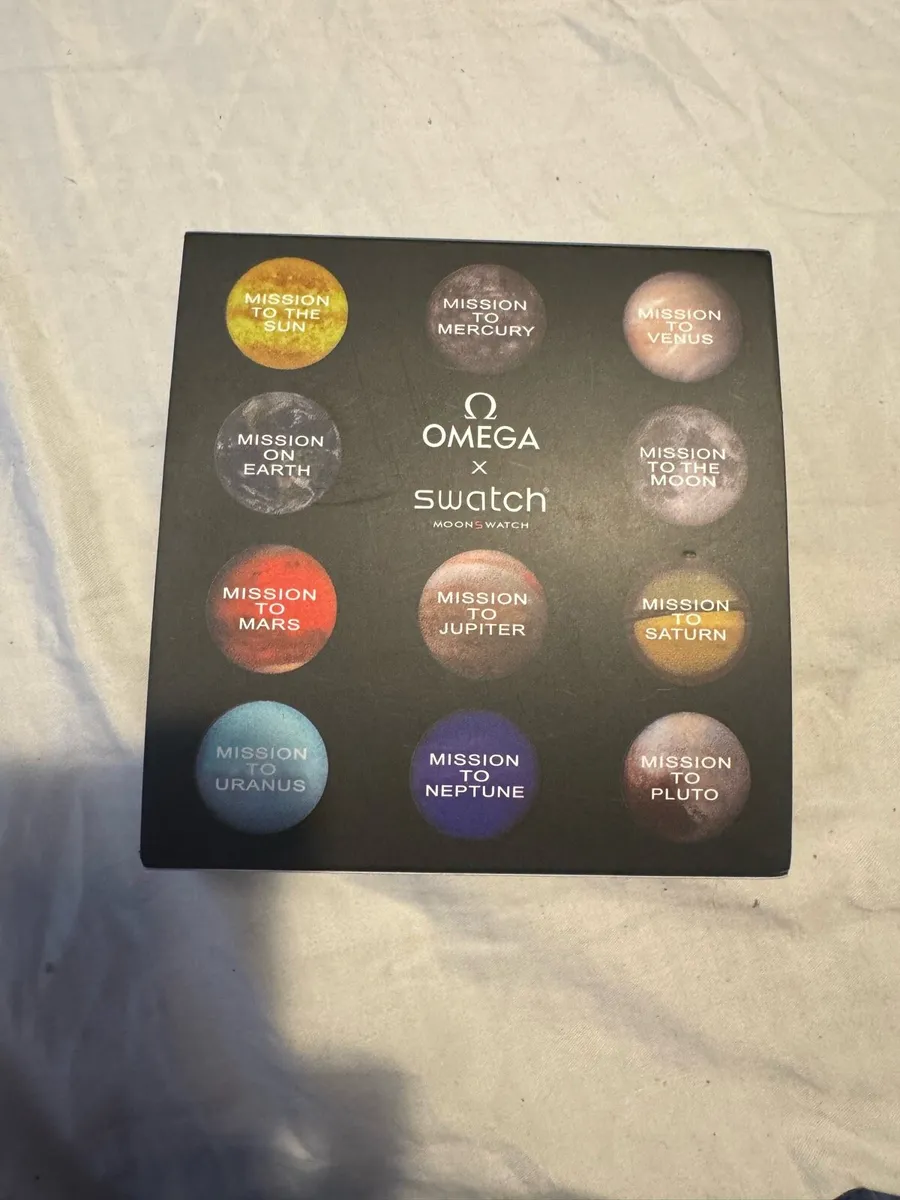 MISSION
TO THE
SUN
MISSION
TO
MERCURY
MISSION
TO
VENUS
MISSION
ON
EARTH
Ω
OMEGA
X
swatch®
MOONSWATCH
MISSION
TO THE
MOON
MISSION
TO
MARS
MISSION
TO
JUPITER
MISSION
TO
SATURN
MISSION
TO
URANUS
MISSION
TO
NEPTUNE
MISSION
TO
PLUTO